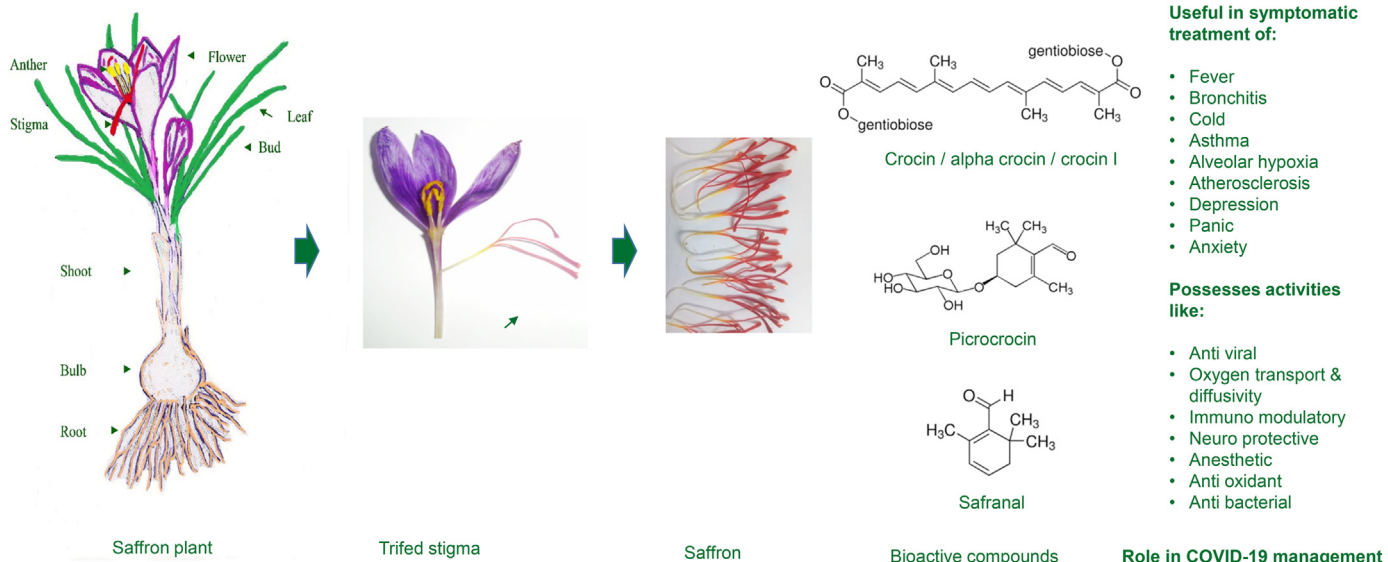 Anther
Flower
Stigma
Leaf
Bud
Shoot
Bulb
Root
Saffron plant
Trifed stigma
Saffron
gentiobiose
O
CH₃
CH₃
O
O
O
O
CH₃
CH₃
gentiobiose
Crocin / alpha crocin / crocin I
H₃C
CH₃
O
OH
HO
HO
O
O
OH
CH₃
Picrocrocin
O
H
H₃C
CH₃
CH₃
Safranal
Bioactive compounds
Useful in symptomatic
treatment of:
• Fever
• Bronchitis
• Cold
• Asthma
• Alveolar hypoxia
• Atherosclerosis
• Depression
• Panic
• Anxiety
Possesses activities
like:
• Anti viral
• Oxygen transport &
diffusivity
• Immuno modulatory
• Neuro protective
• Anesthetic
• Anti oxidant
• Anti bacterial
Role in COVID-19 management